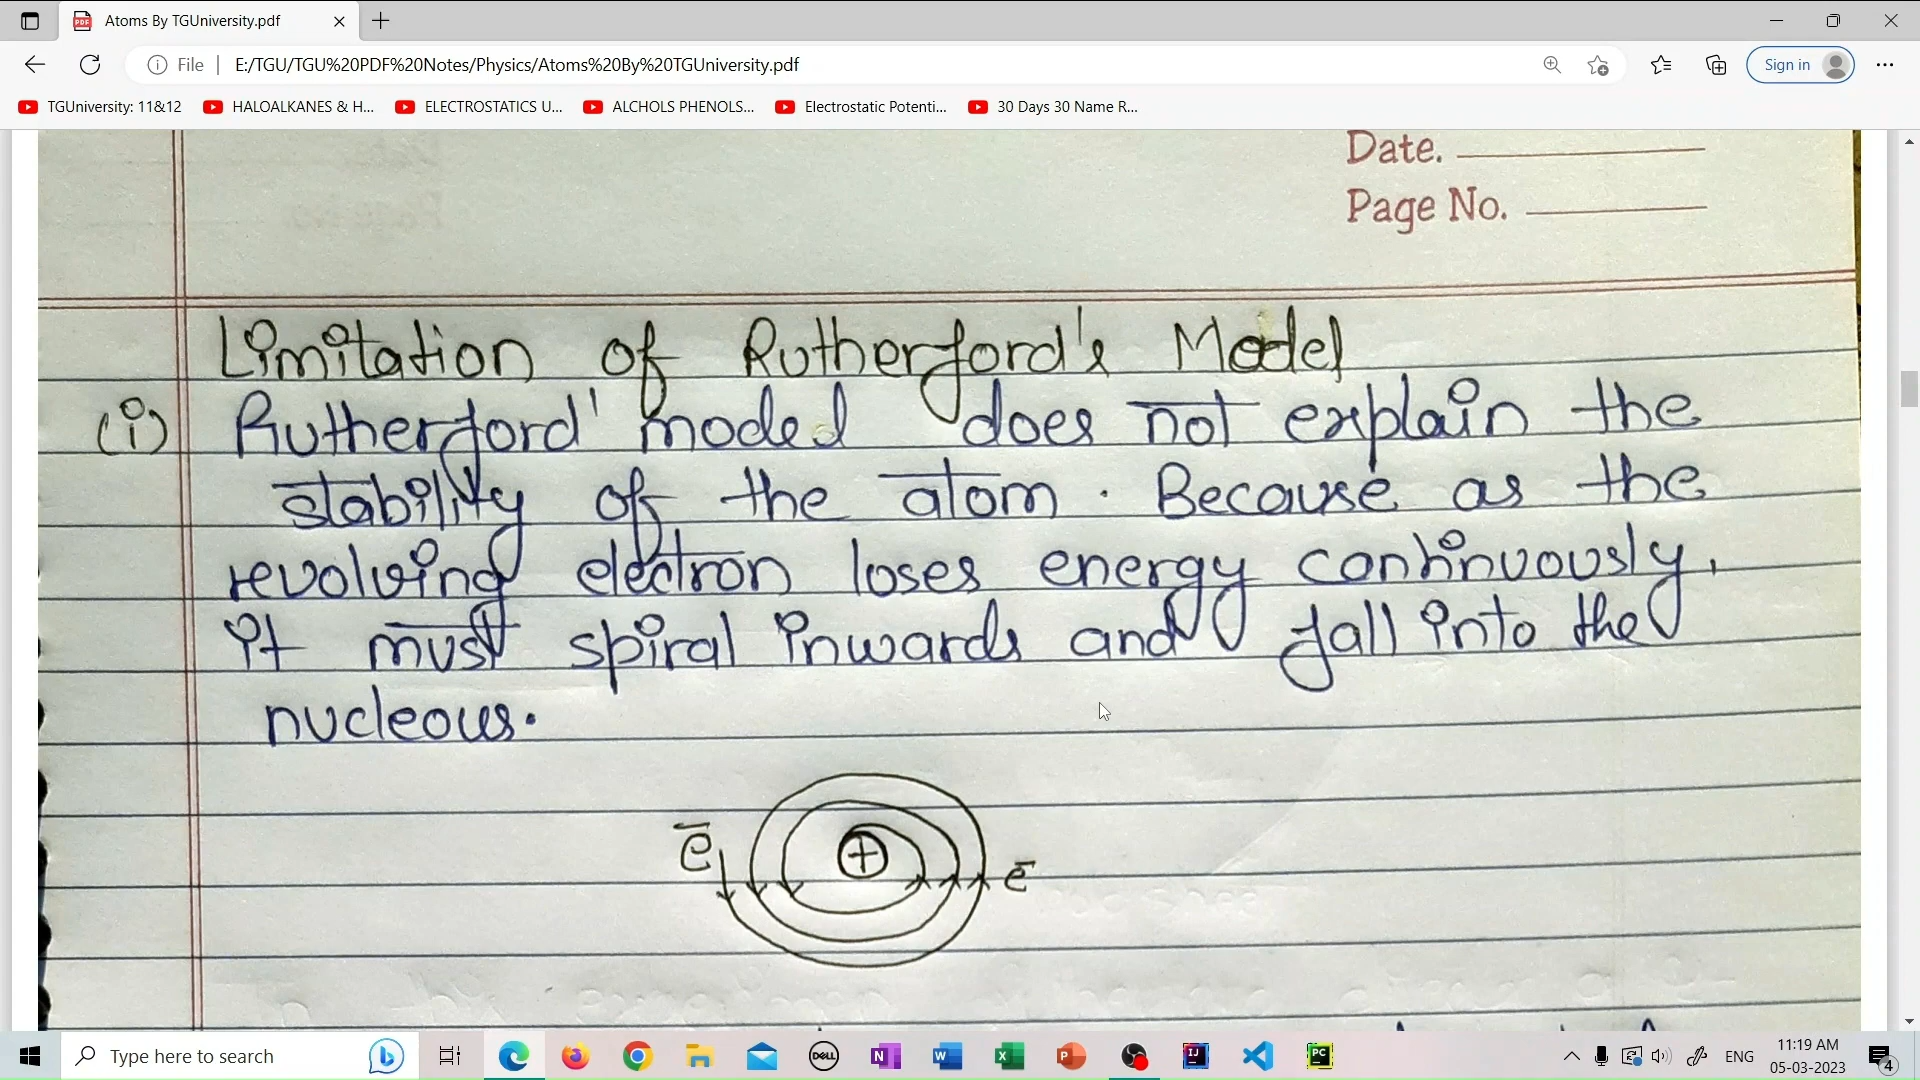 Atoms By TGUniversity.pdf
File
E:/TGU/TGU%20PDF%20Notes/Physics/Atoms%20By%20TGUniversity.pdf
Sign in
TGUniversity: 11&12 HALOALKANES & H... ELECTROSTATICS U... ALCHOLS PHENOLS... Electrostatic Potenti... 30 Days 30 Name R...
Date.
Page No.
Limitation of Rutherford's Model
(i) Rutherford' moded does not explain the
stability of the atom. Because as the
revolving electron loses energy continuously,
it must spiral inwards and fall into the
nucleous.
e̅ + e̅
Type here to search
DELL
ENG
11:19 AM
05-03-2023
4